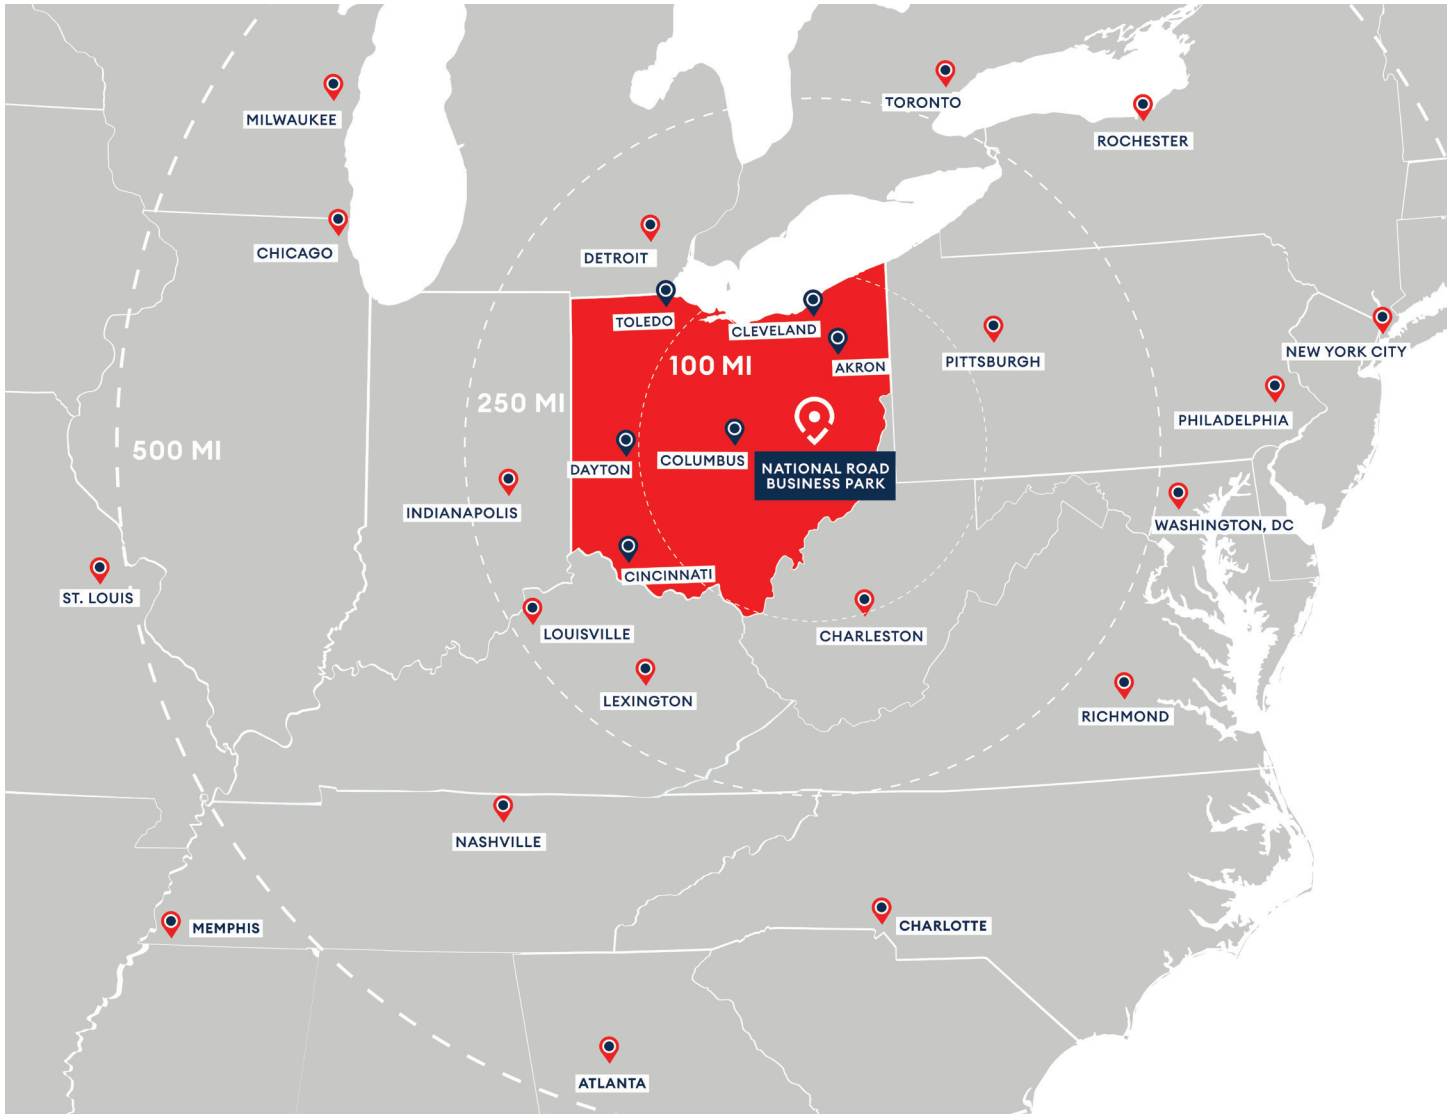 TORONTO
MILWAUKEE
ROCHESTER
CHICAGO
DETROIT
TOLEDO
CLEVELAND
NEW YORK CITY
100 MI
AKRON
PITTSBURGH
250 MI
PHILADELPHIA
500 MI
DAYTON
COLUMBUS
NATIONAL ROAD
BUSINESS PARK
INDIANAPOLIS
WASHINGTON, DC
CINCINNATI
ST. LOUIS
LOUISVILLE
CHARLESTON
LEXINGTON
RICHMOND
NASHVILLE
MEMPHIS
CHARLOTTE
ATLANTA